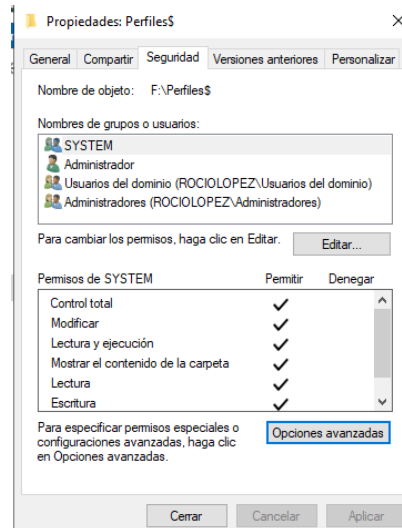 Propiedades: Perfiles$
General Compartir Seguridad Versiones anteriores Personalizar
Nombre de objeto: F:\Perfiles$
Nombres de grupos o usuarios:
SYSTEM
Administrador
Usuarios del dominio (ROCIOLOPEZ\Usuarios del dominio)
Administradores (ROCIOLOPEZ\Administradores)
Para cambiar los permisos, haga clic en Editar. Editar...
Permisos de SYSTEM Permitir Denegar
Control total
Modificar
Lectura y ejecución
Mostrar el contenido de la carpeta
Lectura
Escritura
Para especificar permisos especiales o
configuraciones avanzadas, haga clic
en Opciones avanzadas.
Opciones avanzadas
Cerrar Cancelar Aplicar